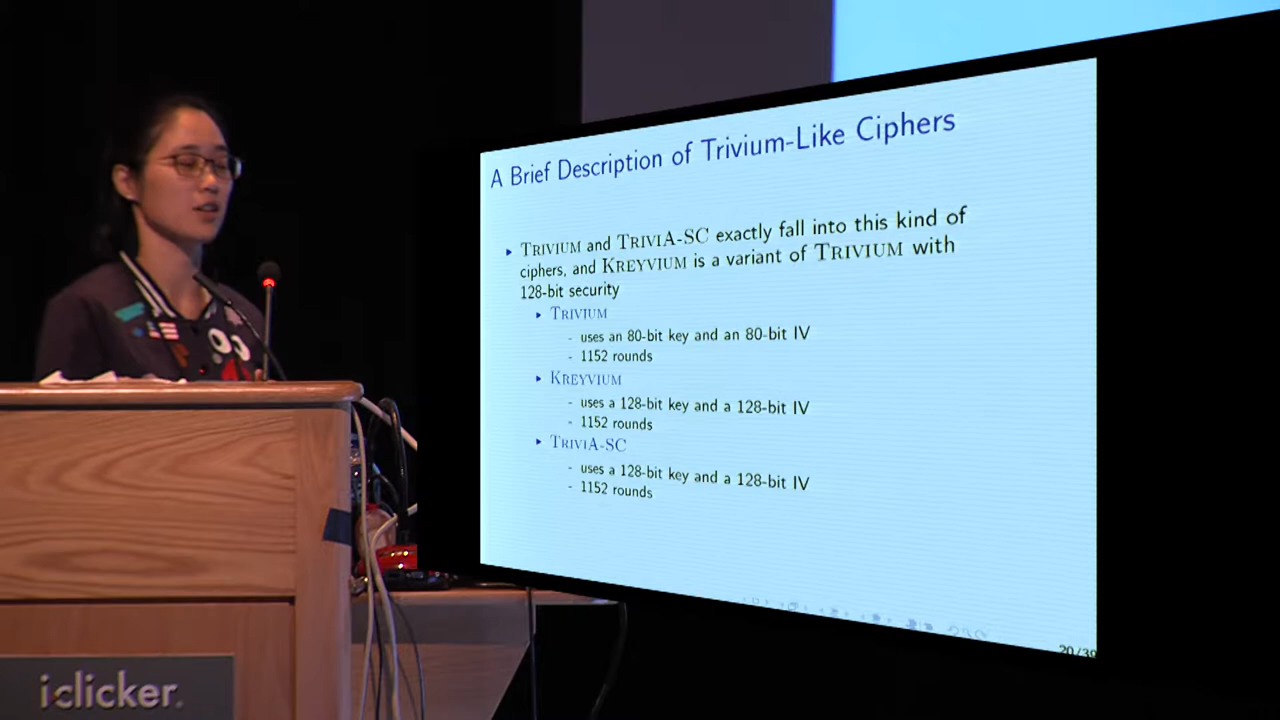 A Brief Description of Trivium-Like Ciphers
▸ TRIVIUM and TRIVIA-SC exactly fall into this kind of
ciphers, and KREYVIUM is a variant of TRIVIUM with
128-bit security
▸ TRIVIUM
- uses an 80-bit key and an 80-bit IV
- 1152 rounds
▸ KREYVIUM
- uses a 128-bit key and a 128-bit IV
- 1152 rounds
▸ TRIVIA-SC
- uses a 128-bit key and a 128-bit IV
- 1152 rounds
20/39
iclicker.